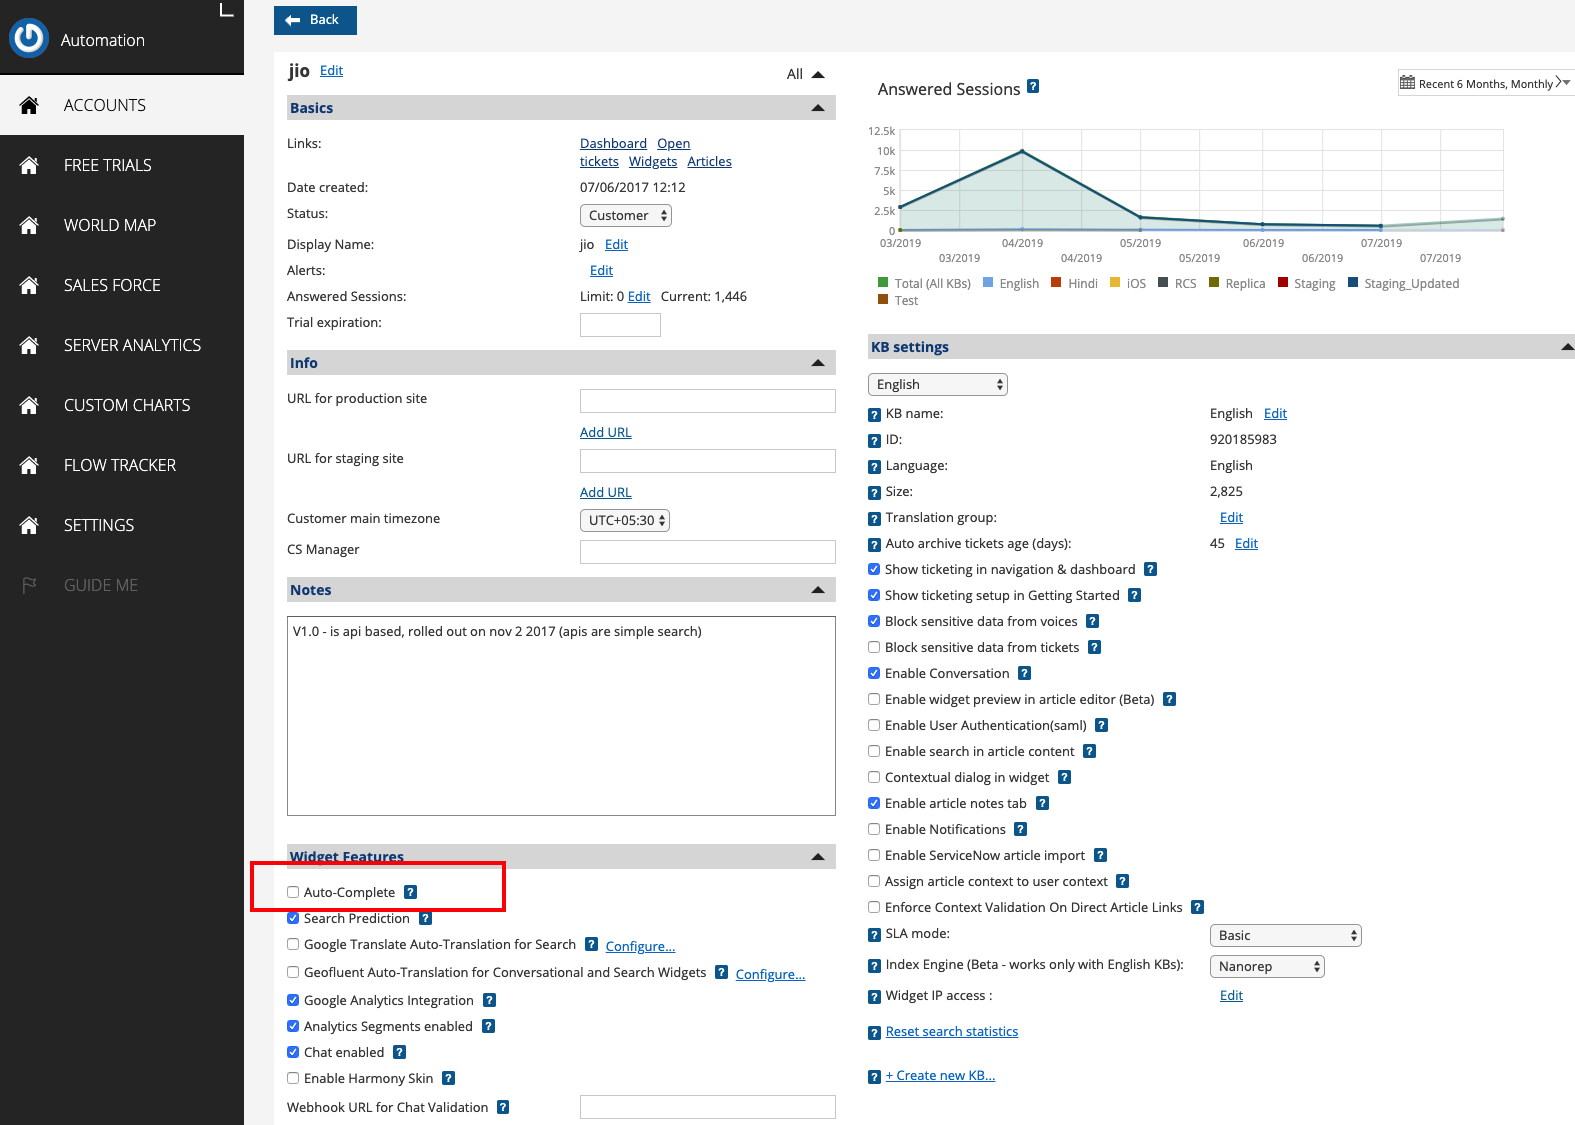 Automation
ACCOUNTS
FREE TRIALS
WORLD MAP
SALES FORCE
SERVER ANALYTICS
CUSTOM CHARTS
FLOW TRACKER
SETTINGS
GUIDE ME
Back
jio Edit
All
Basics
Links: Dashboard Open
tickets Widgets Articles
Date created: 07/06/2017 12:12
Status: Customer
Display Name: jio Edit
Alerts: Edit
Answered Sessions: Limit: 0 Edit Current: 1,446
Trial expiration:
Info
URL for production site
Add URL
URL for staging site
Add URL
Customer main timezone UTC+05:30
CS Manager
Notes
V1.0 - is api based, rolled out on nov 2 2017 (apis are simple search)
Widget Features
Auto-Complete ?
Search Prediction ?
Google Translate Auto-Translation for Search ? Configure...
Geofluent Auto-Translation for Conversational and Search Widgets ? Configure...
Google Analytics Integration ?
Analytics Segments enabled ?
Chat enabled ?
Enable Harmony Skin ?
Webhook URL for Chat Validation ?
Answered Sessions ?
Recent 6 Months, Monthly
12.5k
10k
7.5k
5k
2.5k
0
03/2019 04/2019 05/2019 06/2019 07/2019
03/2019 04/2019 05/2019 06/2019 07/2019
Total (All KBs) English Hindi iOS RCS Replica Staging Staging_Updated
Test
KB settings
English
? KB name: English Edit
? ID: 920185983
? Language: English
? Size: 2,825
? Translation group: Edit
? Auto archive tickets age (days): 45 Edit
Show ticketing in navigation & dashboard ?
Show ticketing setup in Getting Started ?
Block sensitive data from voices ?
Block sensitive data from tickets ?
Enable Conversation ?
Enable widget preview in article editor (Beta) ?
Enable User Authentication(saml) ?
Enable search in article content ?
Contextual dialog in widget ?
Enable article notes tab ?
Enable Notifications ?
Enable ServiceNow article import ?
Assign article context to user context ?
Enforce Context Validation On Direct Article Links ?
? SLA mode: Basic
? Index Engine (Beta - works only with English KBs): Nanorep
? Widget IP access : Edit
? Reset search statistics
? + Create new KB...